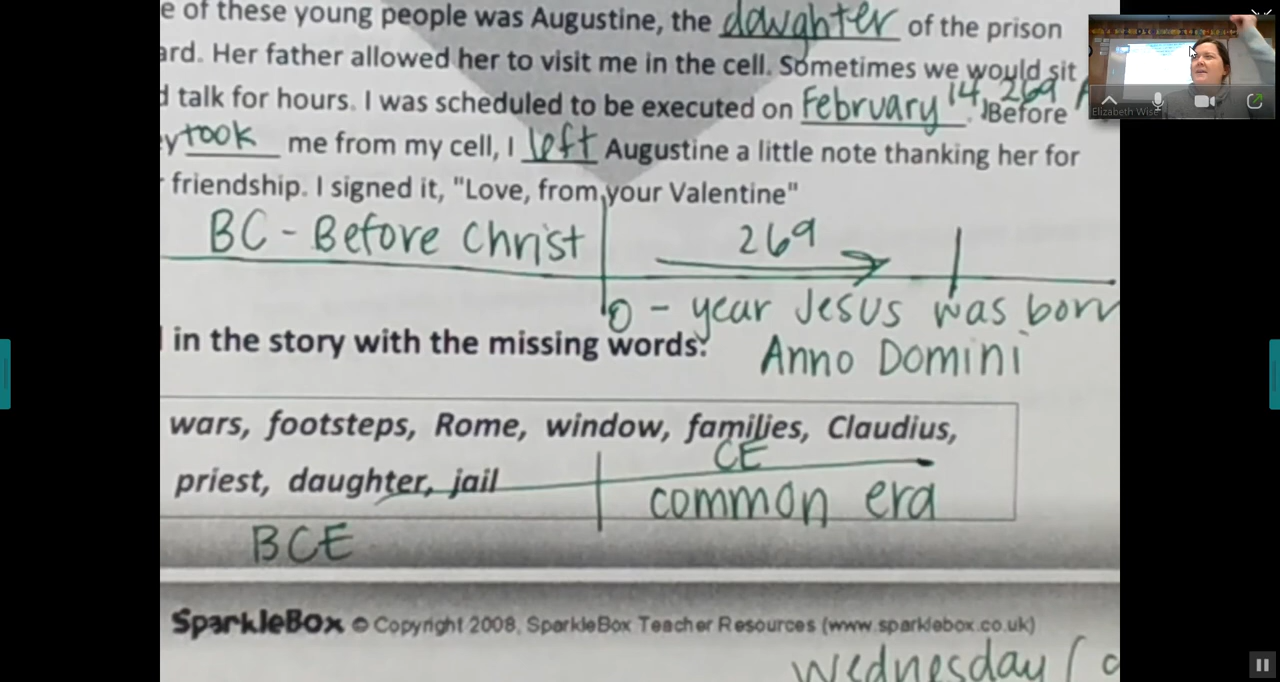 e of these young people was Augustine, the daughter of the prison
ard. Her father allowed her to visit me in the cell. Sometimes we would sit
d talk for hours. I was scheduled to be executed on February 14, 269 A. Before
ey took me from my cell, I left Augustine a little note thanking her for
friendship. I signed it, "Love, from your Valentine"
BC - Before Christ 269
0 - year Jesus was born
in the story with the missing words:
Anno Domini
wars, footsteps, Rome, window, families, Claudius,
CE
priest, daughter, jail
common era
BCE
SparkleBox © Copyright 2008, SparkleBox Teacher Resources (www.sparklebox.co.uk)
wednesday (
Elizabeth Wise